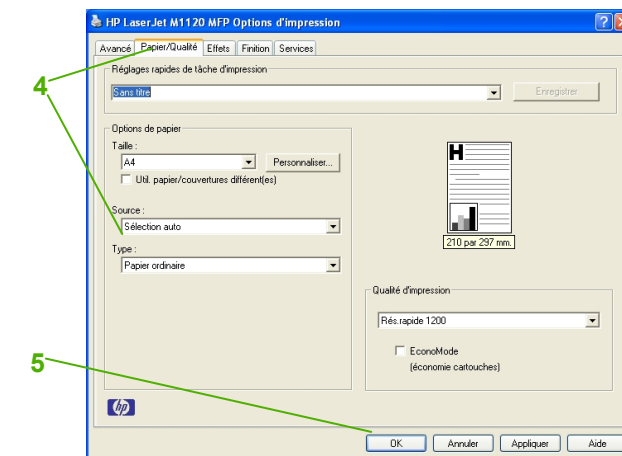 HP LaserJet M1120 MFP Options d'impression
Avancé Papier/Qualité Effets Finition Services
Réglages rapides de tâche d'impression
4
Sans titre Enregistrer
Options de papier
Taille :
A4 Personnaliser...
Util. papier/couvertures différent(es)
Source :
Sélection auto
Type :
Papier ordinaire
H
210 par 297 mm.
Qualité d'impression
Rés.rapide 1200
EconoMode
(économie cartouches)
5
hp
OK Annuler Appliquer Aide